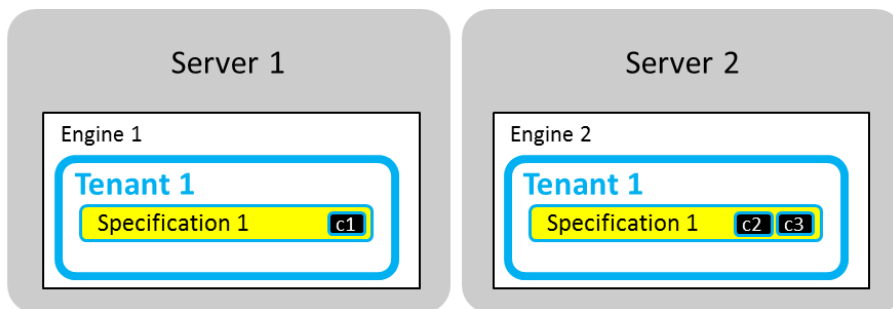 Server 1
Engine 1
Tenant 1
Specification 1 c1
Server 2
Engine 2
Tenant 1
Specification 1 c2 c3